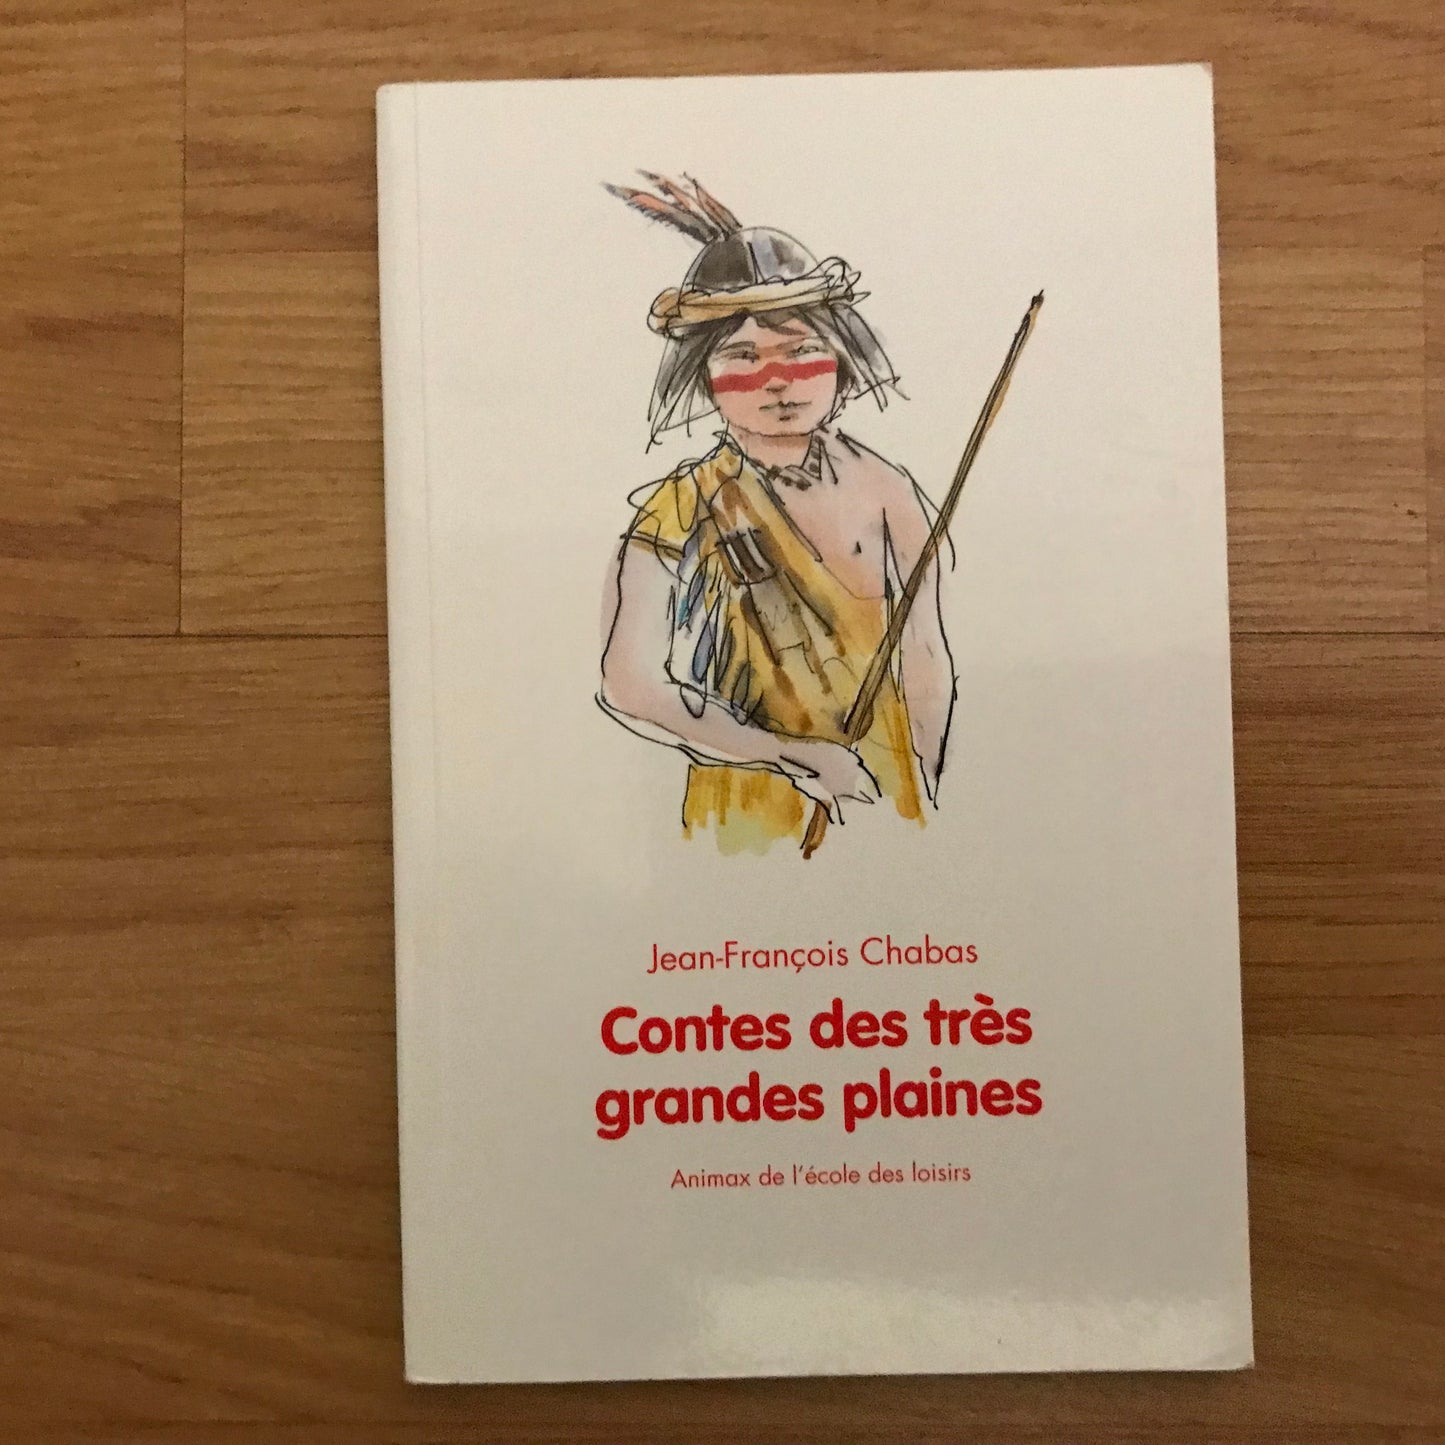 Jean-François Chabas
Contes des très
grandes plaines
Animax de l'école des loisirs